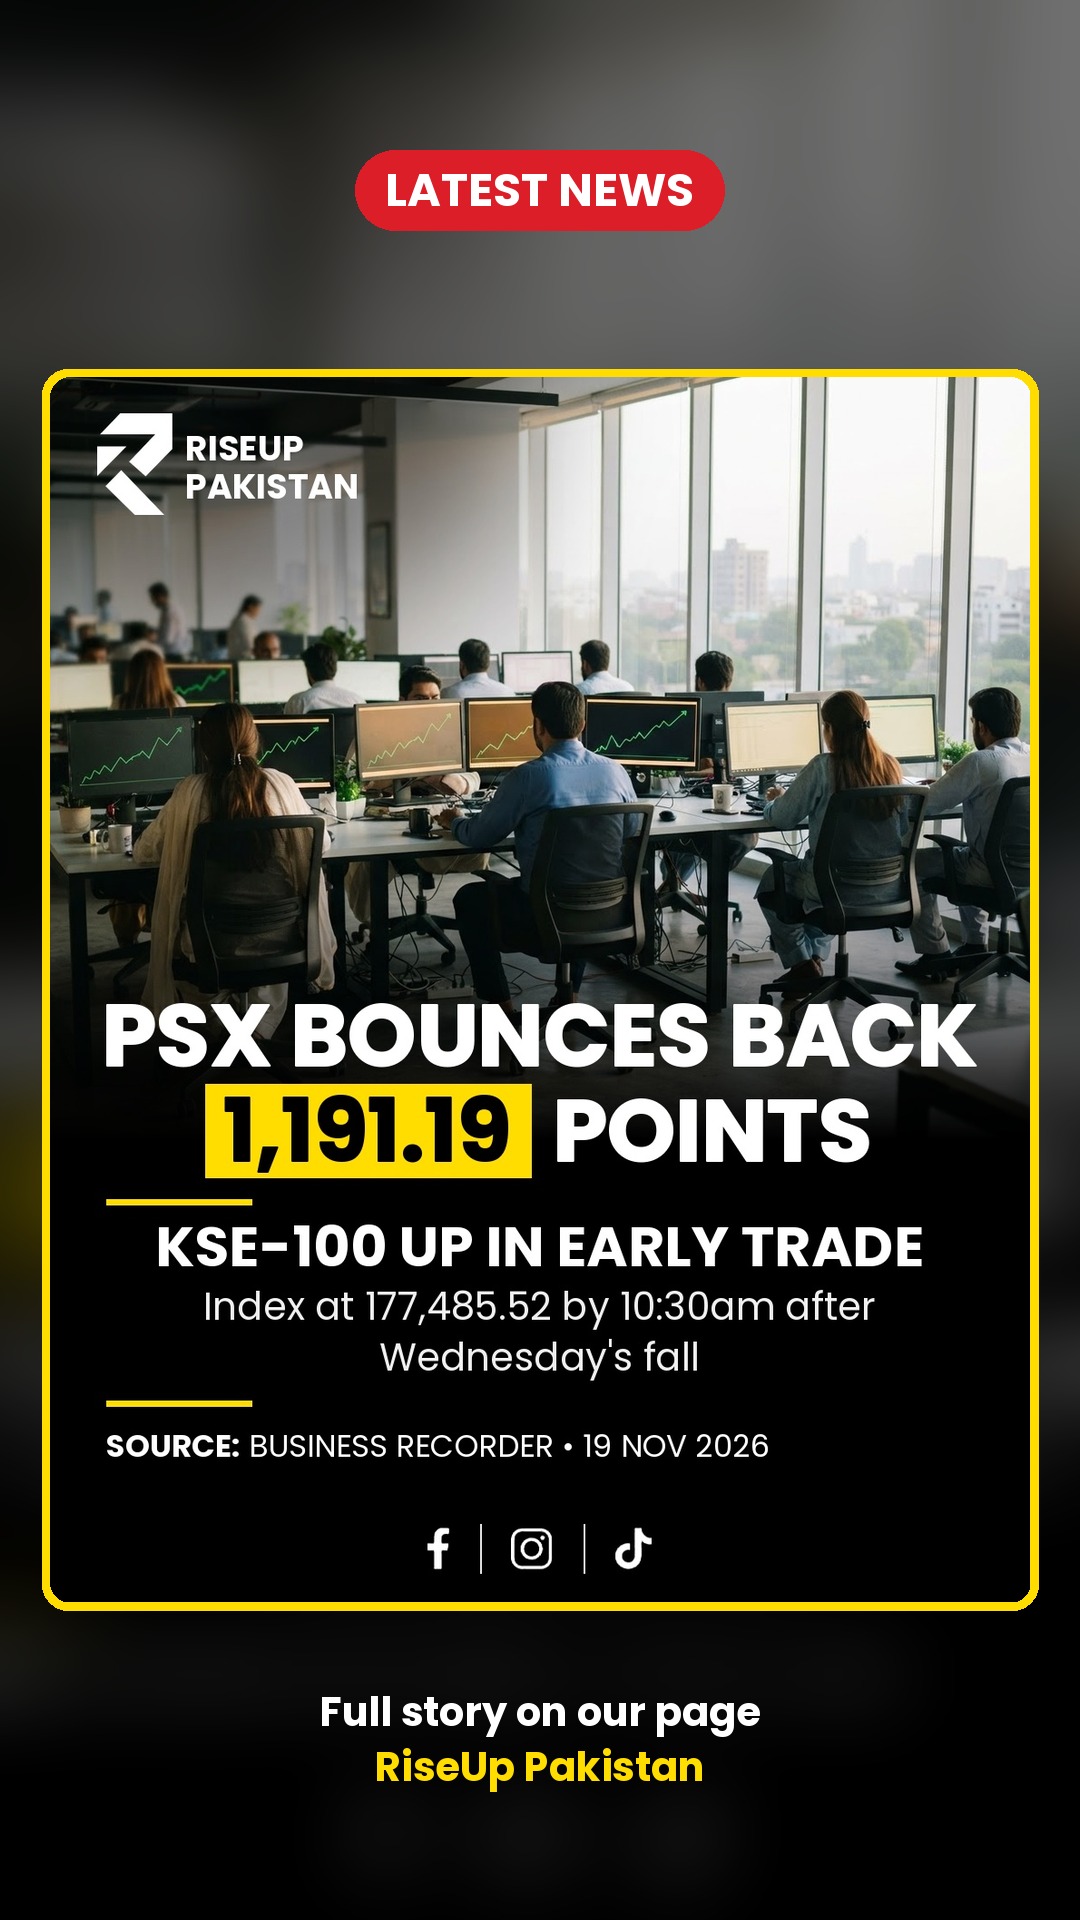 LATEST NEWS
RISEUP
PAKISTAN
PSX BOUNCES BACK
1,191.19 POINTS
KSE-100 UP IN EARLY TRADE
Index at 177,485.52 by 10:30am after
Wednesday's fall
SOURCE: BUSINESS RECORDER • 19 NOV 2026
Full story on our page
RiseUp Pakistan